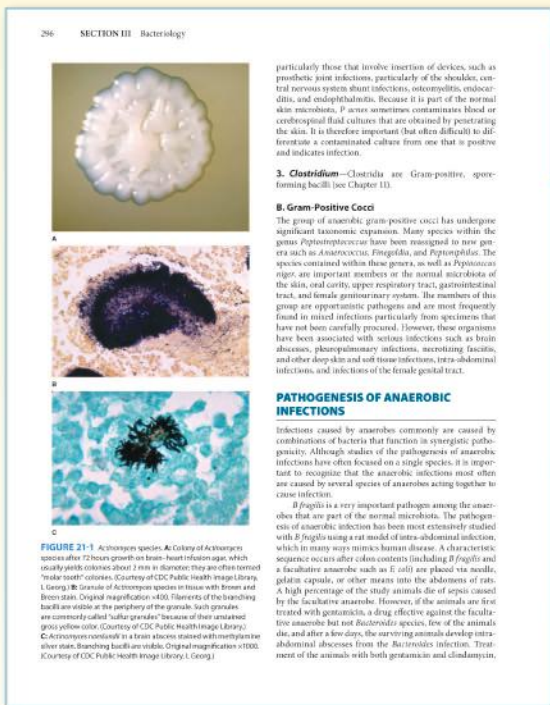 296 SECTION III Bacteriology
A
B
C
FIGURE 21-1 Actinomyces species. A: Colony of Actinomyces
species after 72 hours growth on brain–heart infusion agar, which
usually yields colonies about 2 mm in diameter; they are often termed
"molar tooth" colonies. (Courtesy of CDC Public Health Image Library,
L Georg.) B: Granule of Actinomyces species in tissue with Brown and
Breen stain. Original magnification ×400. Filaments of the branching
bacilli are visible at the periphery of the granule. Such granules
are commonly called "sulfur granules" because of their unstained
gross yellow color. (Courtesy of CDC Public Health Image Library.)
C: Actinomyces naeslundii in a brain abscess stained with methylamine
silver stain. Branching bacilli are visible. Original magnification ×1000.
(Courtesy of CDC Public Health Image Library, L Georg.)
particularly those that involve insertion of devices, such as
prosthetic joint infections, particularly of the shoulder, cen-
tral nervous system shunt infections, osteomyelitis, endocar-
ditis, and endophthalmitis. Because it is part of the normal
skin microbiota, P acnes sometimes contaminates blood or
cerebrospinal fluid cultures that are obtained by penetrating
the skin. It is therefore important (but often difficult) to dif-
ferentiate a contaminated culture from one that is positive
and indicates infection.
3. Clostridium—Clostridia are Gram-positive, spore-
forming bacilli (see Chapter 11).
B. Gram-Positive Cocci
The group of anaerobic gram-positive cocci has undergone
significant taxonomic expansion. Many species within the
genus Peptostreptococcus have been reassigned to new gen-
era such as Anaerococcus, Finegoldia, and Peptoniphilus. The
species contained within these genera, as well as Peptococcus
niger, are important members or the normal microbiota of
the skin, oral cavity, upper respiratory tract, gastrointestinal
tract, and female genitourinary system. The members of this
group are opportunistic pathogens and are most frequently
found in mixed infections particularly from specimens that
have not been carefully procured. However, these organisms
have been associated with serious infections such as brain
abscesses, pleuropulmonary infections, necrotizing fasciitis,
and other deep skin and soft tissue infections, intra-abdominal
infections, and infections of the female genital tract.
PATHOGENESIS OF ANAEROBIC
INFECTIONS
Infections caused by anaerobes commonly are caused by
combinations of bacteria that function in synergistic patho-
genicity. Although studies of the pathogenesis of anaerobic
infections have often focused on a single species, it is impor-
tant to recognize that the anaerobic infections most often
are caused by several species of anaerobes acting together to
cause infection.
B fragilis is a very important pathogen among the anaer-
obes that are part of the normal microbiota. The pathogen-
esis of anaerobic infection has been most extensively studied
with B fragilis using a rat model of intra-abdominal infection,
which in many ways mimics human disease. A characteristic
sequence occurs after colon contents (including B fragilis and
a facultative anaerobe such as E coli) are placed via needle,
gelatin capsule, or other means into the abdomens of rats.
A high percentage of the study animals die of sepsis caused
by the facultative anaerobe. However, if the animals are first
treated with gentamicin, a drug effective against the faculta-
tive anaerobe but not Bacteroides species, few of the animals
die, and after a few days, the surviving animals develop intra-
abdominal abscesses from the Bacteroides infection. Treat-
ment of the animals with both gentamicin and clindamycin,